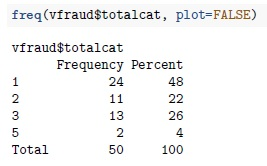 freq(vfraud$totalcat, plot=FALSE)
vfraud$totalcat
Frequency Percent
1 24 48
2 11 22
3 13 26
5 2 4
Total 50 100